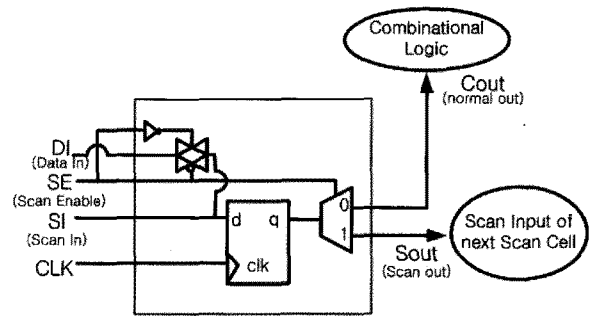 Combinational
Logic
Cout
(normal out)
DI
(Data In)
SE
(Scan Enable)
SI
(Scan In)
CLK
d q
clk
0
1
Sout
(Scan out)
Scan Input of
next Scan Cell